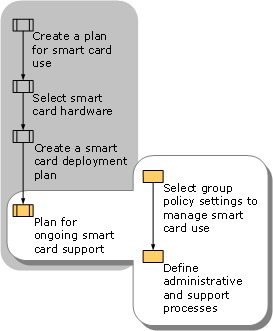 Create a plan
for smart card
use
Select smart
card hardware
Create a smart
card deployment
plan
Plan for
ongoing smart
card support
Select group
policy settings to
manage smart
card use
Define
administrative
and support
processes